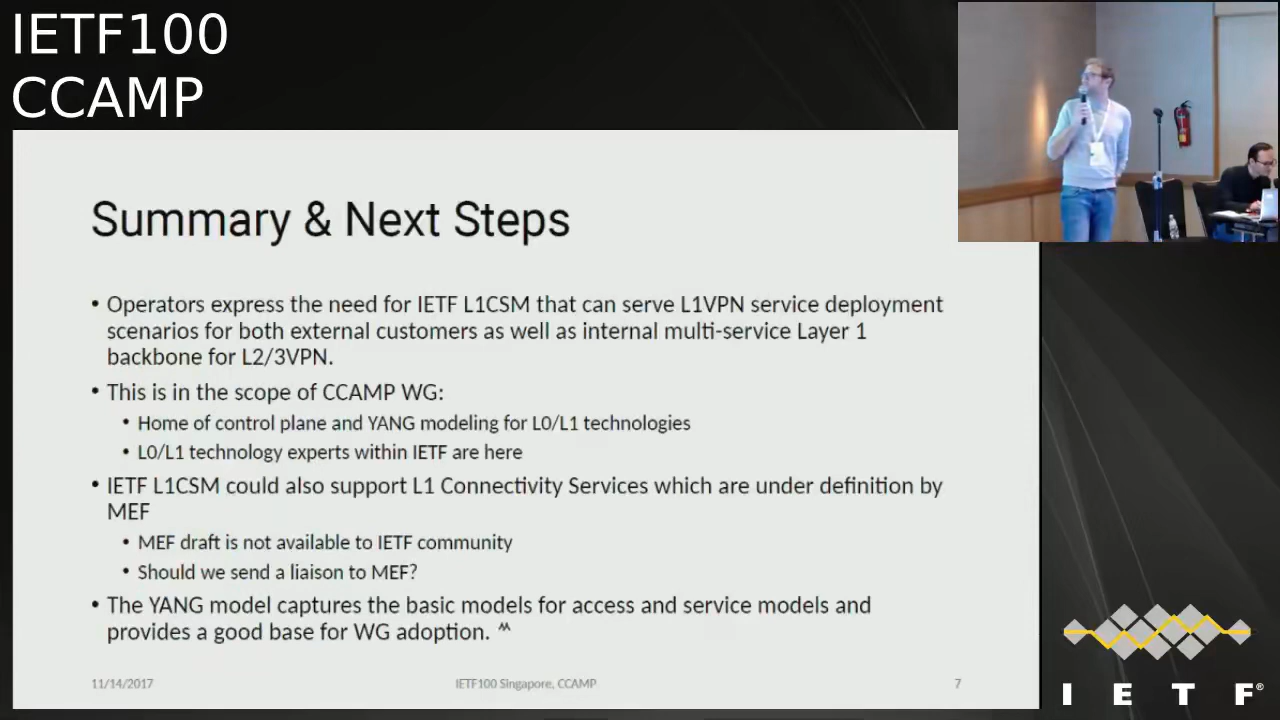 IETF100
CCAMP
Summary & Next Steps
• Operators express the need for IETF L1CSM that can serve L1VPN service deployment
scenarios for both external customers as well as internal multi-service Layer 1
backbone for L2/3VPN.
• This is in the scope of CCAMP WG:
• Home of control plane and YANG modeling for L0/L1 technologies
• L0/L1 technology experts within IETF are here
• IETF L1CSM could also support L1 Connectivity Services which are under definition by
MEF
• MEF draft is not available to IETF community
• Should we send a liaison to MEF?
• The YANG model captures the basic models for access and service models and
provides a good base for WG adoption. ^^
11/14/2017
IETF100 Singapore, CCAMP
7
I E T F®